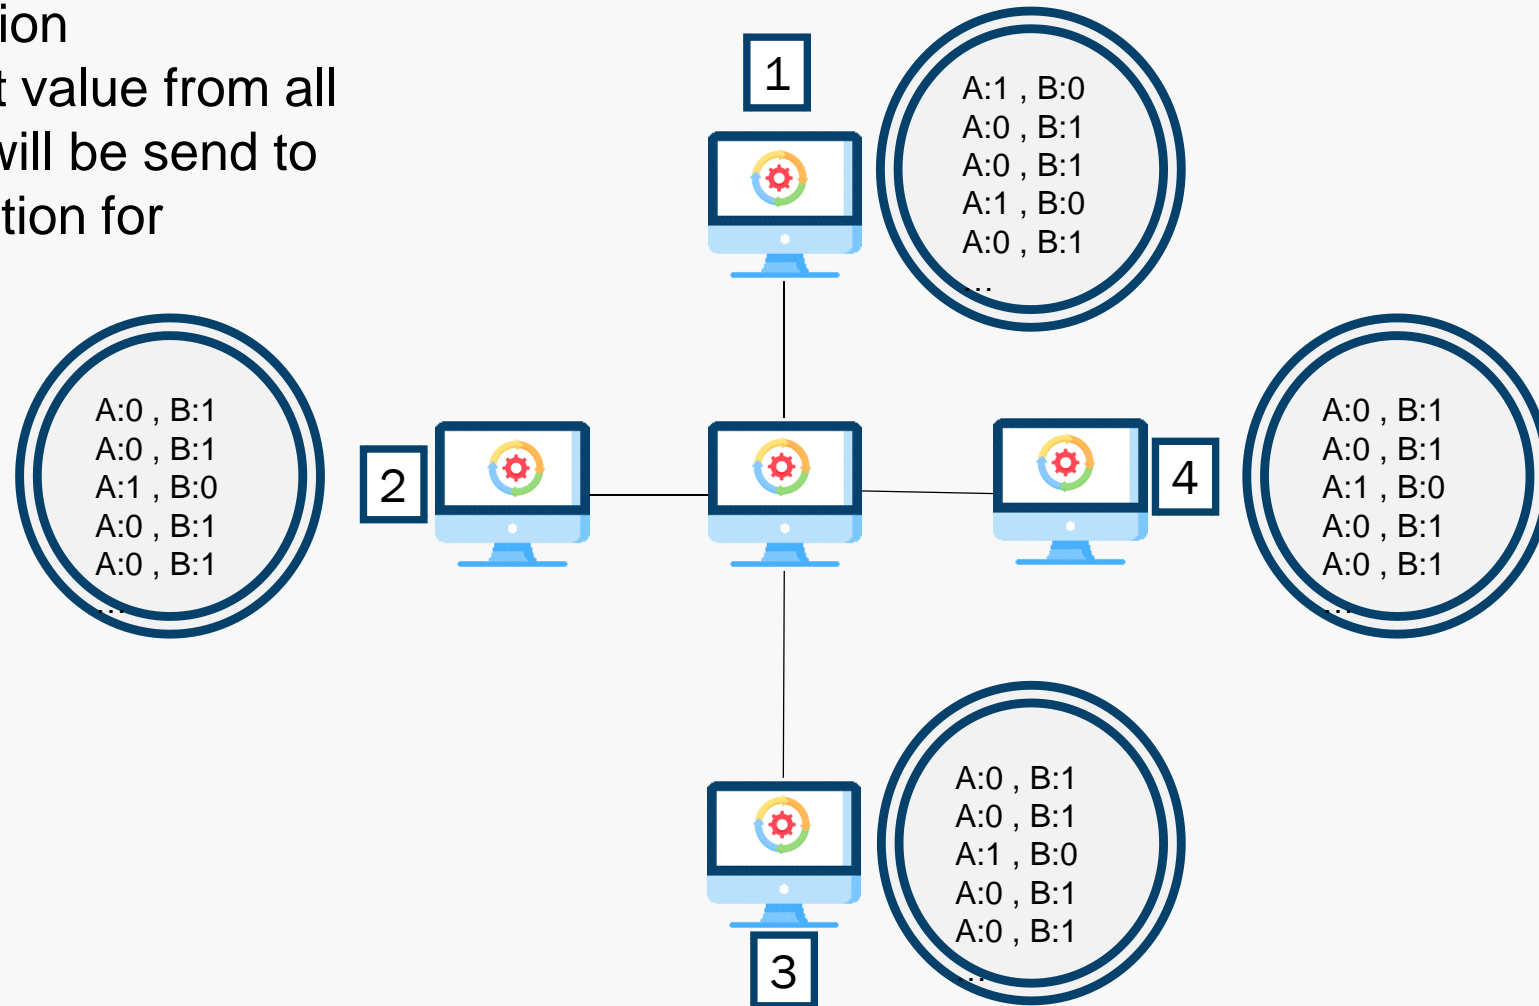 ion
t value from all
will be send to
tion for
1
A:1 , B:0
A:0 , B:1
A:0 , B:1
A:1 , B:0
A:0 , B:1
...
A:0 , B:1
A:0 , B:1
A:1 , B:0
A:0 , B:1
A:0 , B:1
...
2
4
A:0 , B:1
A:0 , B:1
A:1 , B:0
A:0 , B:1
A:0 , B:1
...
A:0 , B:1
A:0 , B:1
A:1 , B:0
A:0 , B:1
A:0 , B:1
...
3